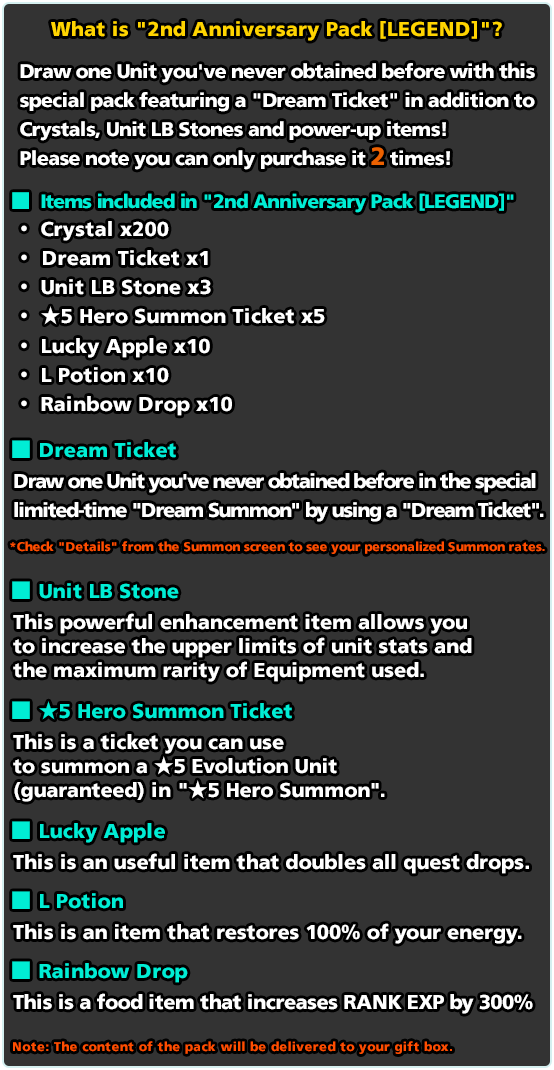 What is "2nd Anniversary Pack [LEGEND]"?
Draw one Unit you've never obtained before with this
special pack featuring a "Dream Ticket" in addition to
Crystals, Unit LB Stones and power-up items!
Please note you can only purchase it 2 times!
■ Items included in "2nd Anniversary Pack [LEGEND]"
・ Crystal x200
・ Dream Ticket x1
・ Unit LB Stone x3
・ ★5 Hero Summon Ticket x5
・ Lucky Apple x10
・ L Potion x10
・ Rainbow Drop x10
■ Dream Ticket
Draw one Unit you've never obtained before in the special
limited-time "Dream Summon" by using a "Dream Ticket".
*Check "Details" from the Summon screen to see your personalized Summon rates.
■ Unit LB Stone
This powerful enhancement item allows you
to increase the upper limits of unit stats and
the maximum rarity of Equipment used.
■ ★5 Hero Summon Ticket
This is a ticket you can use
to summon a ★5 Evolution Unit
(guaranteed) in "★5 Hero Summon".
■ Lucky Apple
This is an useful item that doubles all quest drops.
■ L Potion
This is an item that restores 100% of your energy.
■ Rainbow Drop
This is a food item that increases RANK EXP by 300%
Note: The content of the pack will be delivered to your gift box.